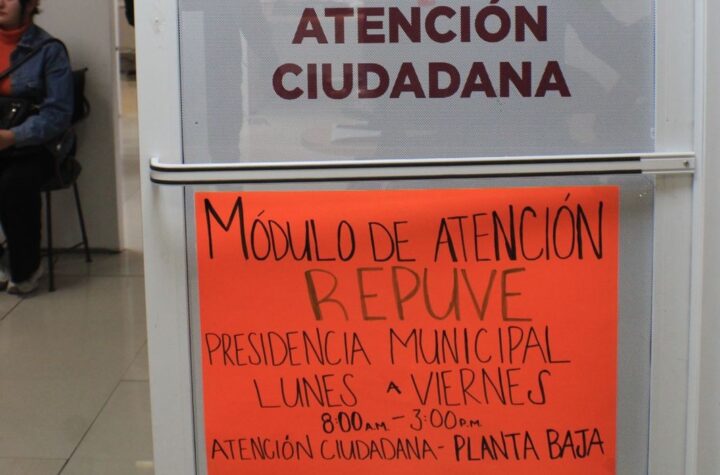 ATENCIÓN
CIUDADANA
MÓDULO DE ATENCIÓN
REPUVE
PRESIDENCIA MUNICIPAL
LUNES A VIERNES
8:00 A.M. - 3:00 P.M.
ATENCIÓN CIUDADANA - PLANTA BAJA